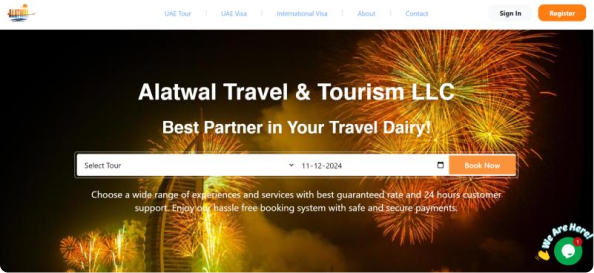 UAE Tour
UAE Visa
International Visa
About
Contact
Sign In
Register
Alatwal Travel & Tourism LLC
Best Partner in Your Travel Dairy!
Select Tour
11-12-2024
Book Now
Choose a wide range of experiences and services with best guaranteed rate and 24 hours customer
support. Enjoy our hassle free booking system with safe and secure payments.
We Are Here!
1